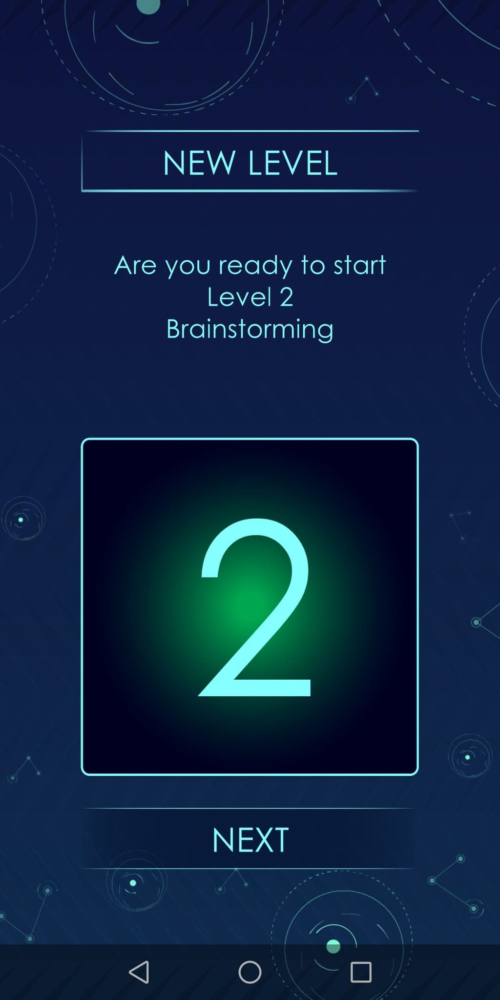 NEW LEVEL
Are you ready to start
Level 2
Brainstorming
2
NEXT